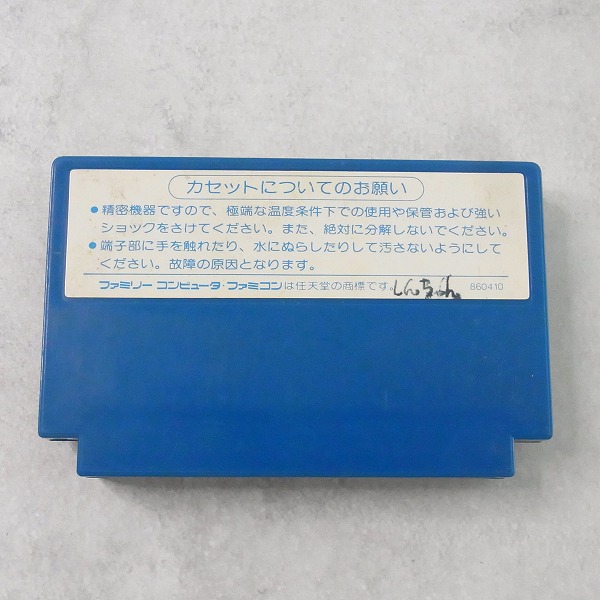 カセットについてのお願い
●精密機器ですので、極端な温度条件下での使用や保管および強い
ショックをさけてください。また、絶対に分解しないでください。
●端子部に手を触れたり、水にぬらしたりして汚さないようにして
ください。故障の原因となります。
ファミリーコンピュータ・ファミコンは任天堂の商標です。しんちゃん 860410